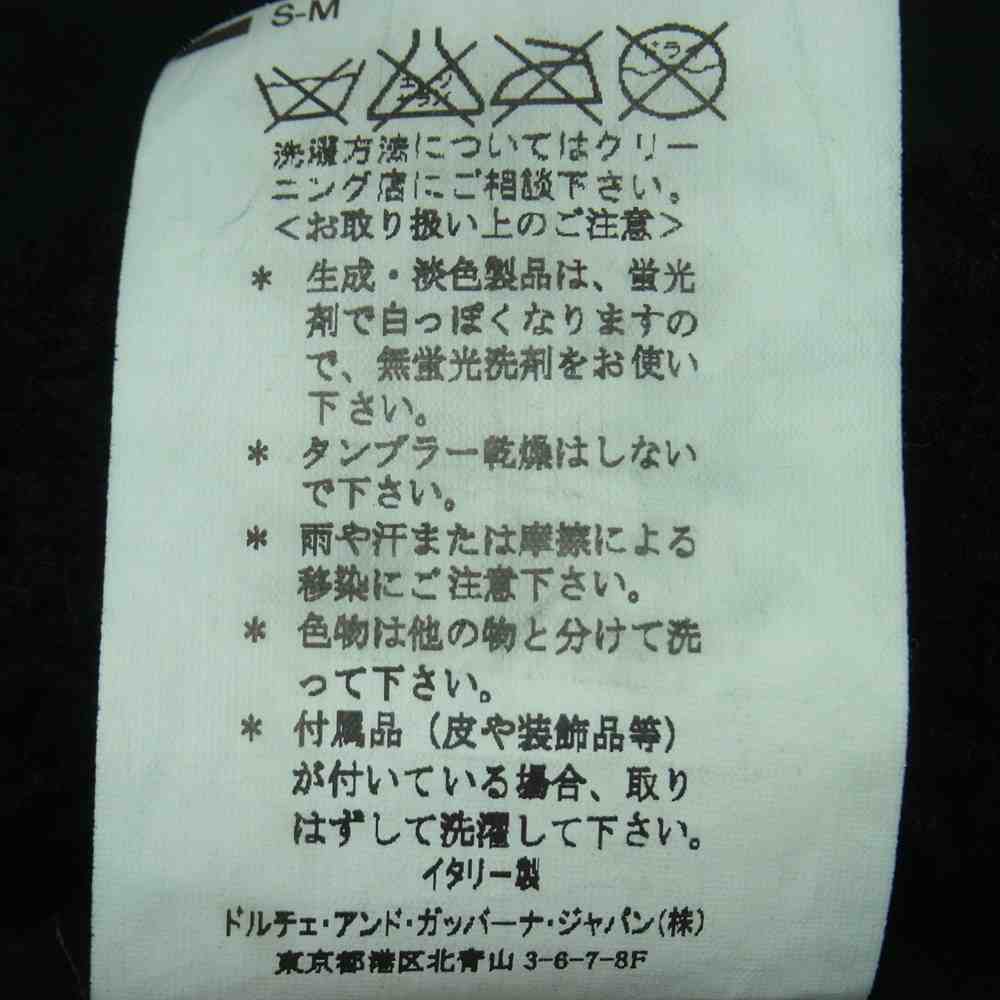 S-M
エンソ
サラシ
ドライ
洗濯方法についてはクリー
ニング店にご相談下さい。
<お取り扱い上のご注意>
* 生成・淡色製品は、蛍光
剤で白っぽくなりますの
で、無蛍光洗剤をお使い
下さい。
* タンブラー乾燥はしない
で下さい。
* 雨や汗または摩擦による
移染にご注意下さい。
* 色物は他の物と分けて洗
って下さい。
* 付属品（皮や装飾品等）
が付いている場合、取り
はずして洗濯して下さい。
イタリー製
ドルチェ・アンド・ガッバーナ・ジャパン(株)
東京都港区北青山 3-6-7-8F